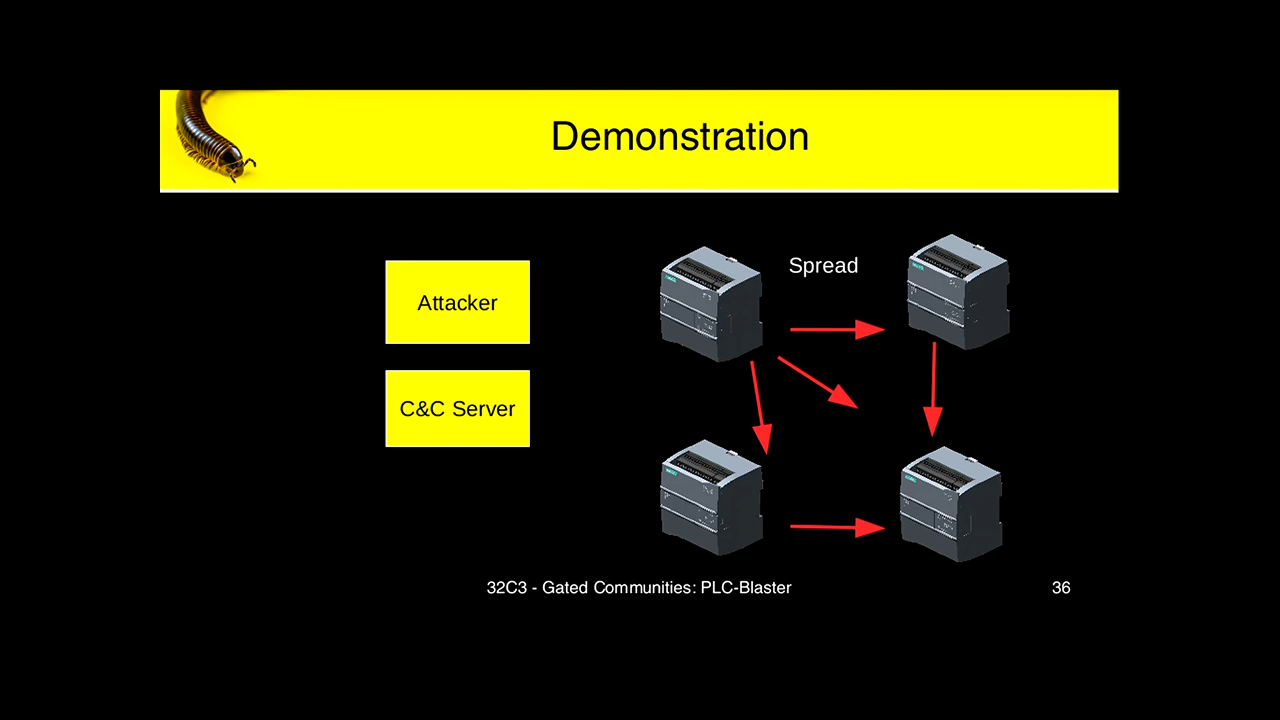 Demonstration
Attacker
Spread
C&C Server
32C3 - Gated Communities: PLC-Blaster
36